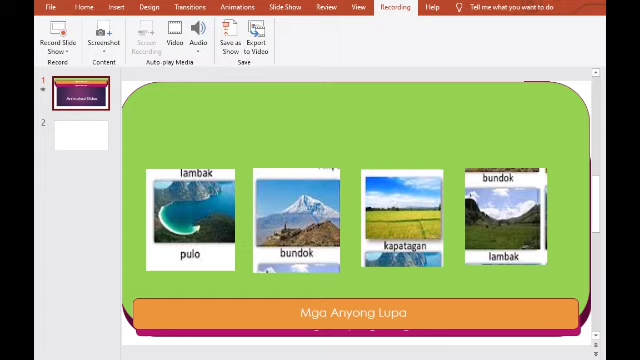 File Home Insert Design Transitions Animations Slide Show Review View Recording Help Tell me what you want to do
Record Slide Show
Screenshot
Screen Recording
Video
Audio
Save as Show
Export to Video
Record
Content
Auto-play Media
Save
1
2
lambak
pulo
bundok
kapatagan
bundok
lambak
Mga Anyong Lupa